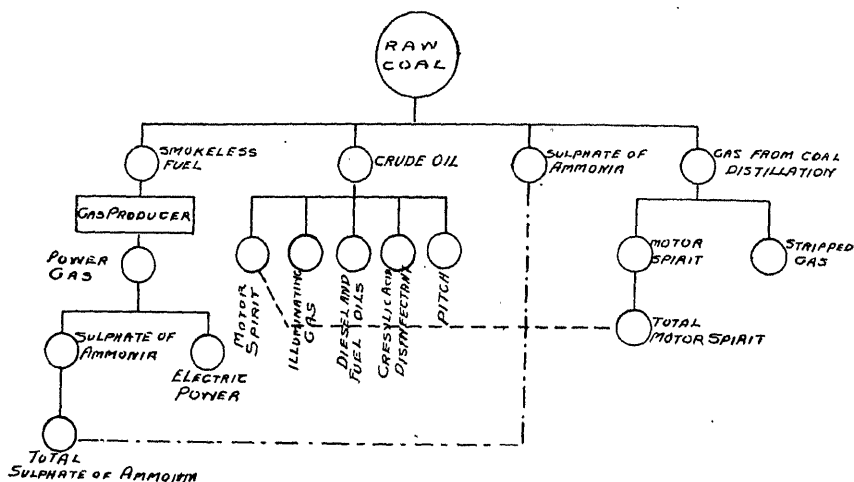 RAW
COAL
SMOKELESS
FUEL
CRUDE OIL
SULPHATE OF
AMMONIA
GAS FROM COAL
DISTILLATION
GAS PRODUCER
POWER
GAS
MOTOR
SPIRIT
ILLUMINATING
GAS
DIESEL AND
FUEL OILS
CRESYLIC ACID
DISINFECTANT
PITCH
MOTOR
SPIRIT
STRIPPED
GAS
SULPHATE OF
AMMONIA
ELECTRIC
POWER
TOTAL
MOTOR SPIRIT
TOTAL
SULPHATE OF AMMONIA